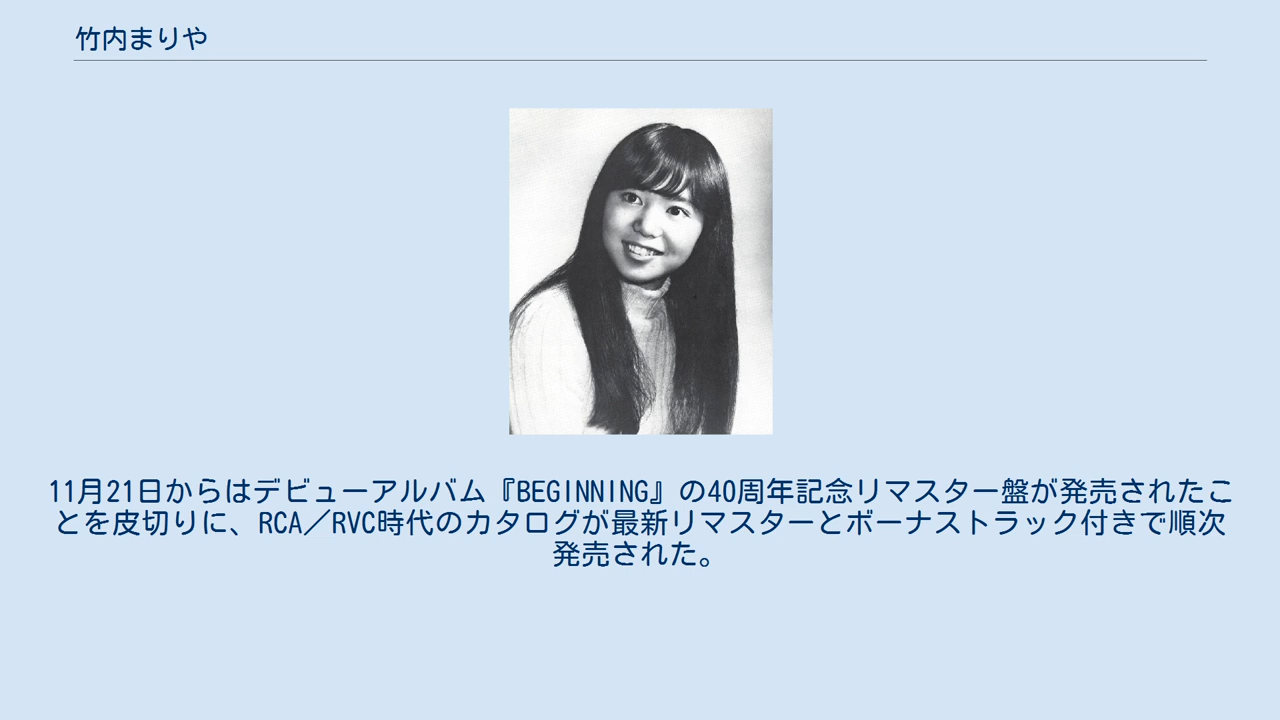 竹内まりや
11月21日からはデビューアルバム『BEGINNING』の40周年記念リマスター盤が発売されたこ
とを皮切りに、RCA／RVC時代のカタログが最新リマスターとボーナストラック付きで順次
発売された。